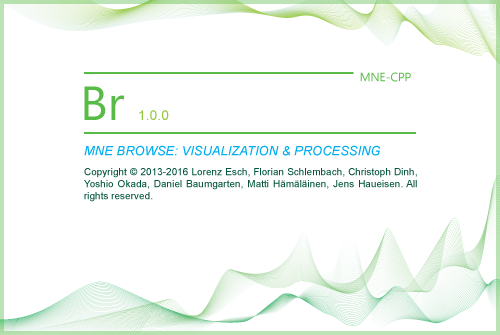 MNE-CPP
Br 1.0.0
MNE BROWSE: VISUALIZATION & PROCESSING
Copyright © 2013-2016 Lorenz Esch, Florian Schlembach, Christoph Dinh,
Yoshio Okada, Daniel Baumgarten, Matti Hämäläinen, Jens Haueisen. All
rights reserved.